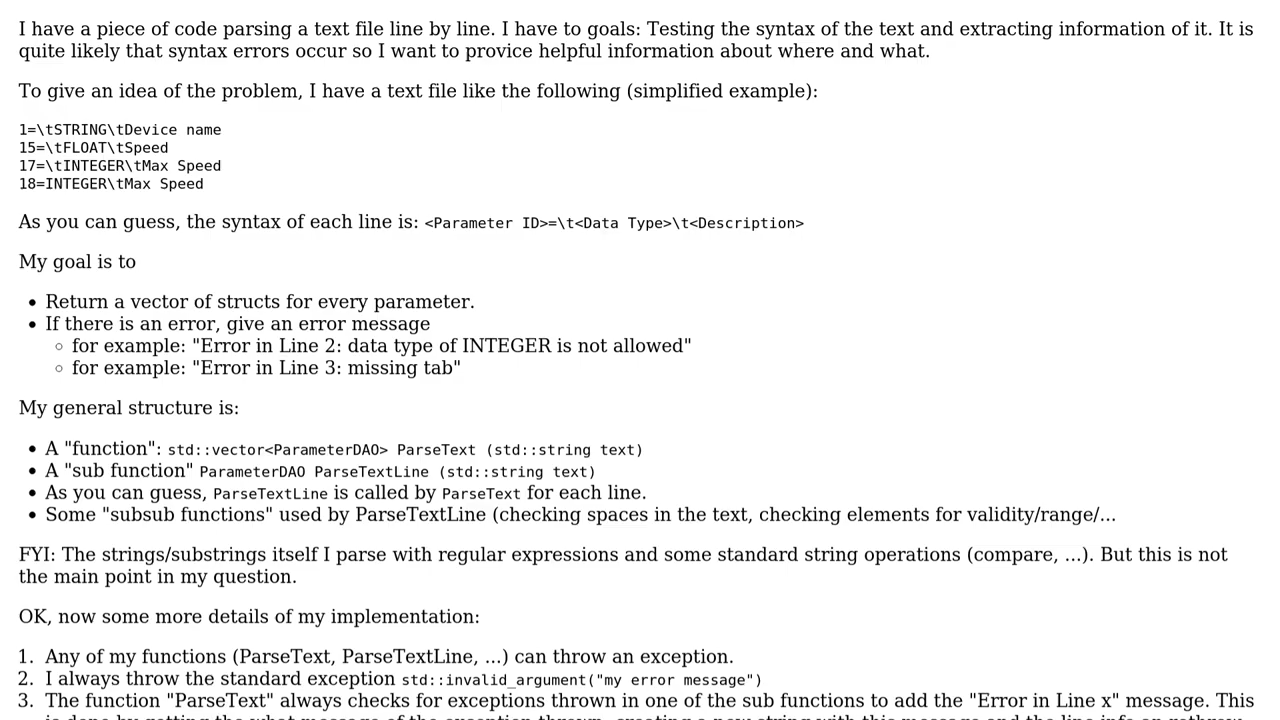 I have a piece of code parsing a text file line by line. I have to goals: Testing the syntax of the text and extracting information of it. It is
quite likely that syntax errors occur so I want to provice helpful information about where and what.
To give an idea of the problem, I have a text file like the following (simplified example):
1=\tSTRING\tDevice name
15=\tFLOAT\tSpeed
17=\tINTEGER\tMax Speed
18=INTEGER\tMax Speed
As you can guess, the syntax of each line is: <Parameter ID>=\t<Data Type>\t<Description>
My goal is to
• Return a vector of structs for every parameter.
• If there is an error, give an error message
◦ for example: "Error in Line 2: data type of INTEGER is not allowed"
◦ for example: "Error in Line 3: missing tab"
My general structure is:
• A "function": std::vector<ParameterDAO> ParseText (std::string text)
• A "sub function" ParameterDAO ParseTextLine (std::string text)
• As you can guess, ParseTextLine is called by ParseText for each line.
• Some "subsub functions" used by ParseTextLine (checking spaces in the text, checking elements for validity/range/...
FYI: The strings/substrings itself I parse with regular expressions and some standard string operations (compare, ...). But this is not
the main point in my question.
OK, now some more details of my implementation:
1. Any of my functions (ParseText, ParseTextLine, ...) can throw an exception.
2. I always throw the standard exception std::invalid_argument("my error message")
3. The function "ParseText" always checks for exceptions thrown in one of the sub functions to add the "Error in Line x" message. This